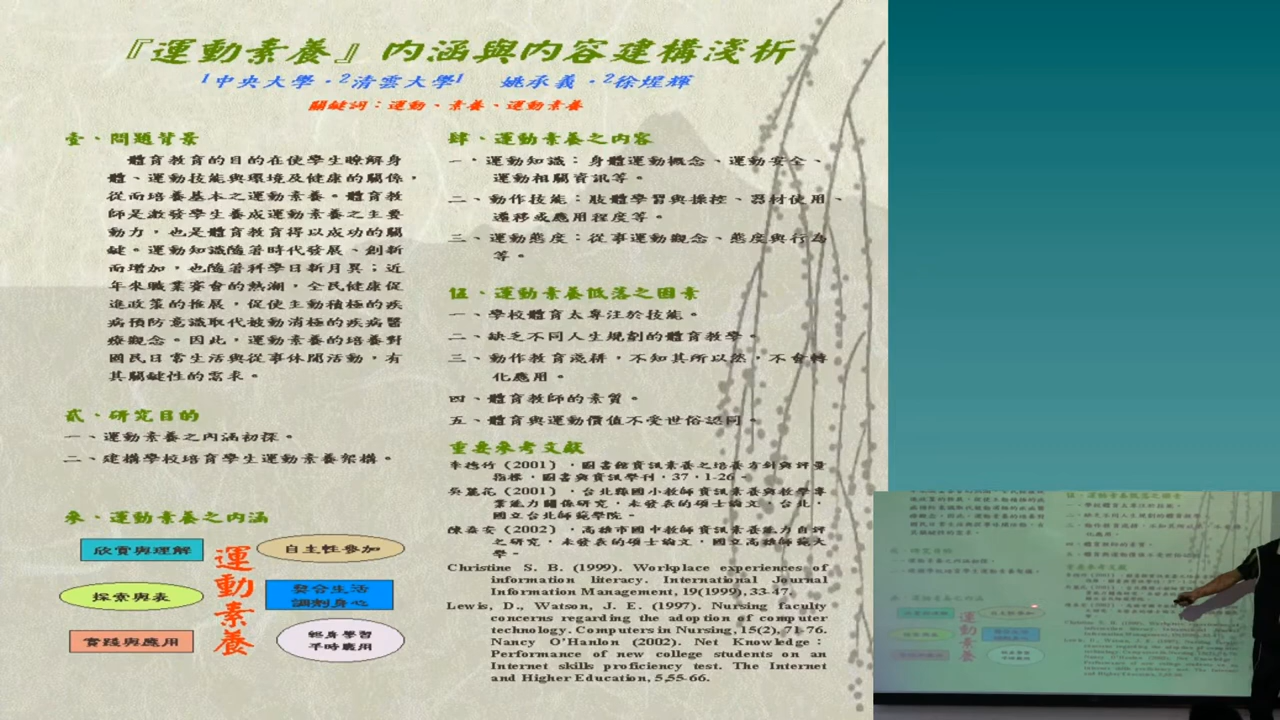 『運動素養』內涵與內容建構淺析
1中央大學・2清雲大學1 姚承義・2徐煋輝
關鍵詞：運動、素養、運動素養
壹、問題背景
體育教育的目的在使學生瞭解身
體、運動技能與環境及健康的關係，
從而培養基本之運動素養。體育教
師是激發學生養成運動素養之主要
動力，也是體育教育得以成功的關
鍵。運動知識隨著時代發展、創新
而增加，也隨著科學日新月異；近
年來職業賽會的熱潮，全民健康促
進政策的推展，促使主動積極的疾
病預防意識取代被動消極的疾病醫
療觀念。因此，運動素養的培養對
國民日常生活與從事休閒活動，有
其關鍵性的需求。
貳、研究目的
一、運動素養之內涵初探。
二、建構學校培育學生運動素養架構。
參、運動素養之內涵
欣賞與理解
自主性參加
探索與表
契合生活
調劑身心
實踐與應用
終身學習
平時應用
運動素養
肆、運動素養之內容
一、運動知識：身體運動概念、運動安全、
運動相關資訊等。
二、動作技能：肢體學習與操控、器材使用、
遷移或應用程度等。
三、運動態度：從事運動觀念、態度與行為
等。
伍、運動素養低落之因素
一、學校體育太專注於技能。
二、缺乏不同人生規劃的體育教學。
三、動作教育淺耕，不知其所以然，不會轉
化應用。
四、體育教師的素質。
五、體育與運動價值不受世俗認同。
重要參考文獻
李德竹（2001），圖書館資訊素養之培養方針與評量
指標，圖書與資訊學刊，37，1-26。
吳麗花（2001），台北縣國小教師資訊素養與教學專
業能力關係研究，未發表的碩士論文，台北，
國立台北師範學院。
陳嘉安（2002），高雄市國中教師資訊素養能力自評
之研究，未發表的碩士論文，國立高雄師範大
學。
Christine S. B. (1999). Workplace experiences of
information literacy. International Journal
Information Management, 19(1999), 33-47.
Lewis, D., Watson, J. E. (1997). Nursing faculty
concerns regarding the adoption of computer
technology. Computers in Nursing, 15(2), 71-76.
Nancy O'Hanlon (2002). Net Knowledge：
Performance of new college students on an
Internet skills proficiency test. The Internet
and Higher Education, 5,55-66.